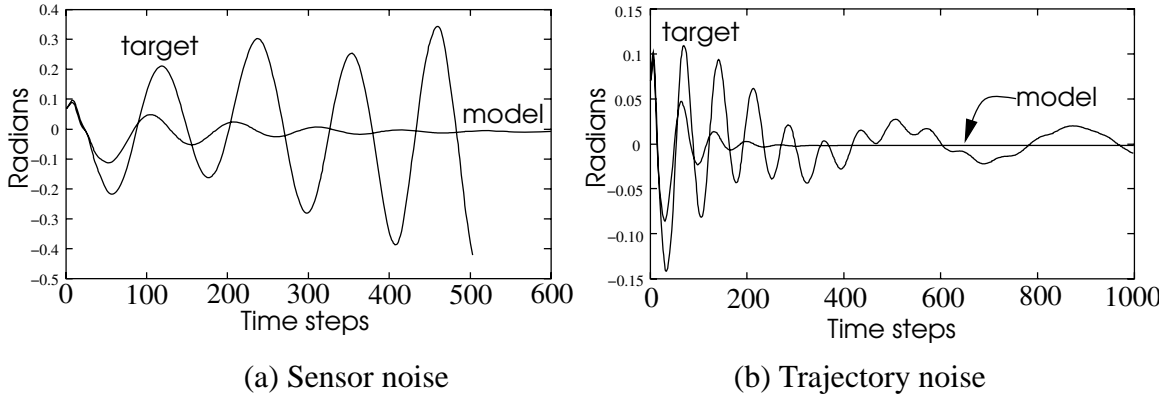 0.4
0.3
0.2
0.1
0
−0.1
−0.2
−0.3
−0.4
−0.5
Radians
target
model
0 100 200 300 400 500 600
Time steps
(a) Sensor noise
0.15
0.10
0.05
0
−0.05
−0.10
−0.15
Radians
target
model
0 200 400 600 800 1000
Time steps
(b) Trajectory noise